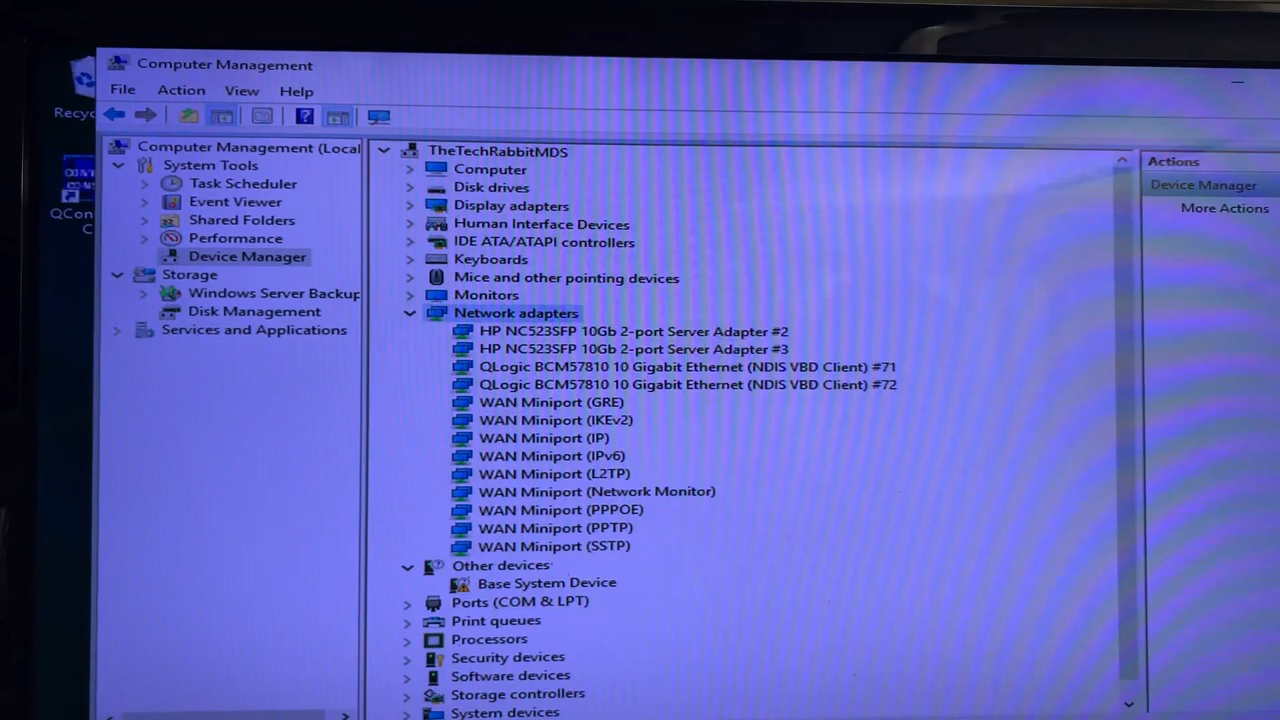 Computer Management
File Action View Help
Recyc
QCon
C
Computer Management (Local
System Tools
Task Scheduler
Event Viewer
Shared Folders
Performance
Device Manager
Storage
Windows Server Backup
Disk Management
Services and Applications
TheTechRabbitMDS
Computer
Disk drives
Display adapters
Human Interface Devices
IDE ATA/ATAPI controllers
Keyboards
Mice and other pointing devices
Monitors
Network adapters
HP NC523SFP 10Gb 2-port Server Adapter #2
HP NC523SFP 10Gb 2-port Server Adapter #3
QLogic BCM57810 10 Gigabit Ethernet (NDIS VBD Client) #71
QLogic BCM57810 10 Gigabit Ethernet (NDIS VBD Client) #72
WAN Miniport (GRE)
WAN Miniport (IKEv2)
WAN Miniport (IP)
WAN Miniport (IPv6)
WAN Miniport (L2TP)
WAN Miniport (Network Monitor)
WAN Miniport (PPPOE)
WAN Miniport (PPTP)
WAN Miniport (SSTP)
Other devices
Base System Device
Ports (COM & LPT)
Print queues
Processors
Security devices
Software devices
Storage controllers
System devices
Actions
Device Manager
More Actions